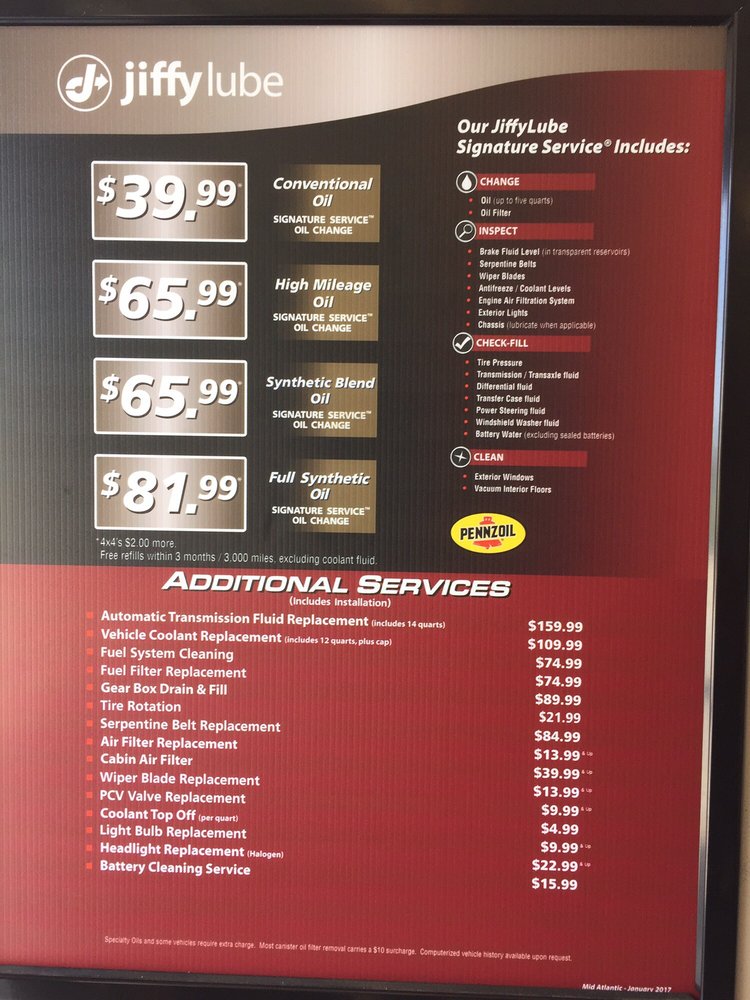 jiffy lube
$39.99*
Conventional
Oil
SIGNATURE SERVICE™
OIL CHANGE
$65.99*
High Mileage
Oil
SIGNATURE SERVICE™
OIL CHANGE
$65.99*
Synthetic Blend
Oil
SIGNATURE SERVICE™
OIL CHANGE
$81.99*
Full Synthetic
Oil
SIGNATURE SERVICE™
OIL CHANGE
*4x4's $2.00 more.
Free refills within 3 months / 3,000 miles, excluding coolant fluid.
Our JiffyLube
Signature Service® Includes:
CHANGE
• Oil (up to five quarts)
• Oil Filter
INSPECT
• Brake Fluid Level (in transparent reservoirs)
• Serpentine Belts
• Wiper Blades
• Antifreeze / Coolant Levels
• Engine Air Filtration System
• Exterior Lights
• Chassis (lubricate when applicable)
CHECK-FILL
• Tire Pressure
• Transmission / Transaxle fluid
• Differential fluid
• Transfer Case fluid
• Power Steering fluid
• Windshield Washer fluid
• Battery Water (excluding sealed batteries)
CLEAN
• Exterior Windows
• Vacuum Interior Floors
PENNZOIL
ADDITIONAL SERVICES
(Includes Installation)
Automatic Transmission Fluid Replacement (includes 14 quarts) $159.99
Vehicle Coolant Replacement (includes 12 quarts, plus cap) $109.99
Fuel System Cleaning $74.99
Fuel Filter Replacement $74.99
Gear Box Drain & Fill $89.99
Tire Rotation $21.99
Serpentine Belt Replacement $84.99
Air Filter Replacement $13.99 & Up
Cabin Air Filter $39.99 & Up
Wiper Blade Replacement $13.99 & Up
PCV Valve Replacement $9.99 & Up
Coolant Top Off (per quart) $4.99
Light Bulb Replacement $9.99 & Up
Headlight Replacement (Halogen) $22.99 & Up
Battery Cleaning Service $15.99
Specialty Oils and some vehicles require extra charge. Most canister oil filter removal carries a $10 surcharge. Computerized vehicle history available upon request.
Mid Atlantic - January 2017